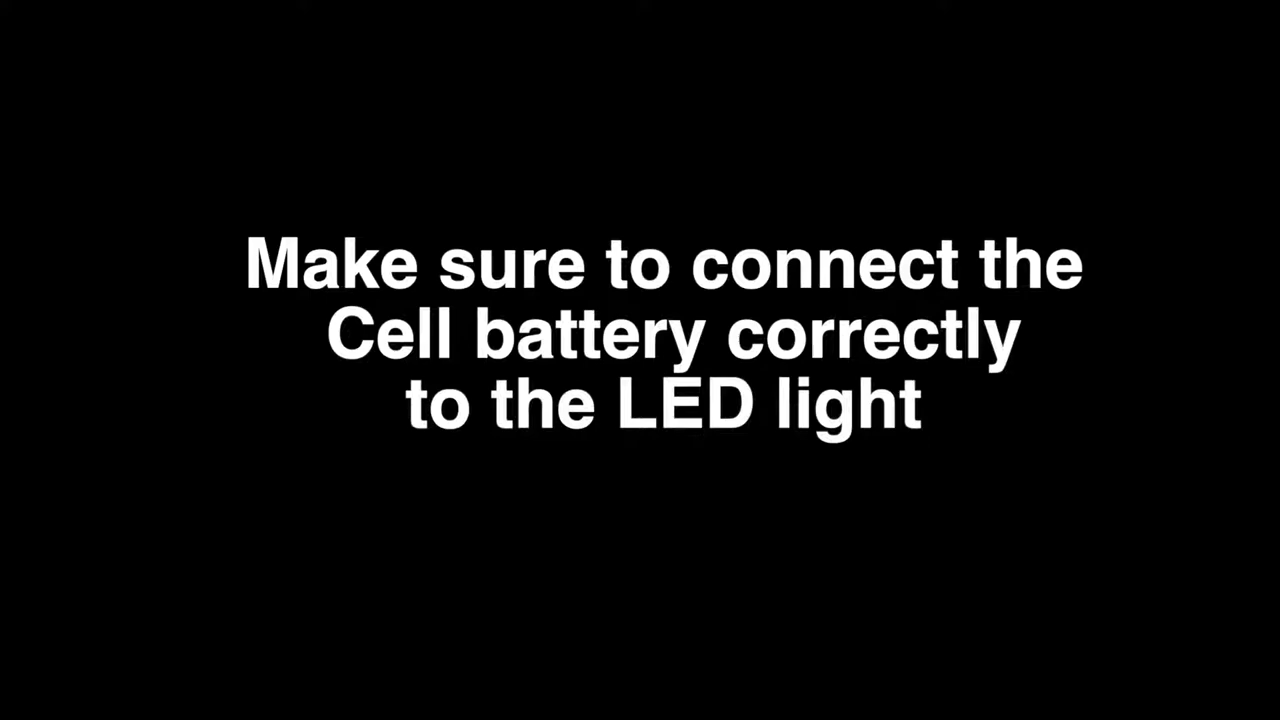 Make sure to connect the
Cell battery correctly
to the LED light